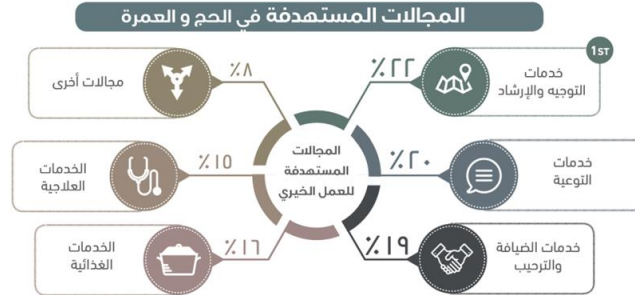 المجالات المستهدفة في الحج و العمرة
1ST
خدمات
التوجيه والإرشاد
٪٢٢
٪٨
مجالات أخرى
خدمات
التوعية
٪٢٠
المجالات
المستهدفة
للعمل الخيري
٪١٥
الخدمات
العلاجية
خدمات الضيافة
والترحيب
٪١٩
٪١٦
الخدمات
الغذائية